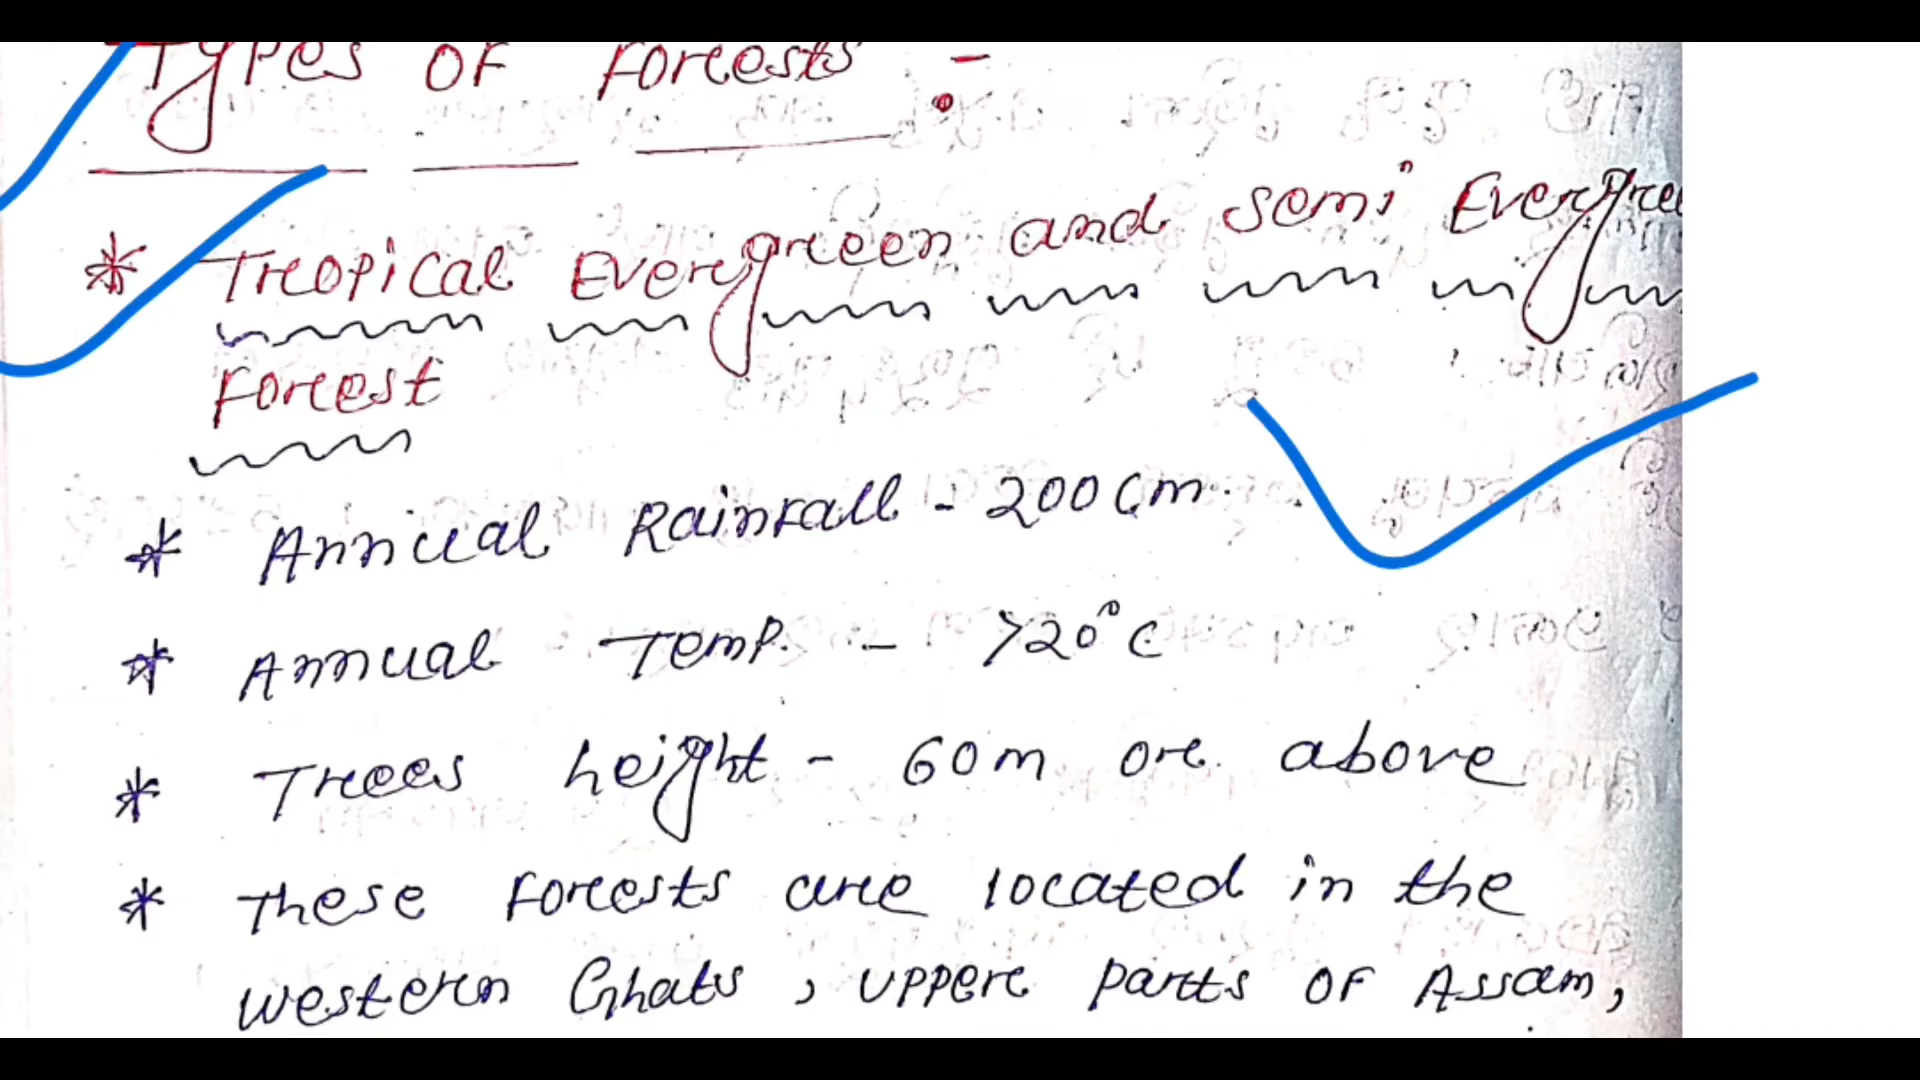 Types OF Forests :-
* Tropical Evergreen and Semi Evergree
Forest
* Annual Rainfall - 200 Cm.
* Annual Temp. - >20°C
* Trees height - 60m or above
* These Forests are located in the
Western Ghats, upper parts OF Assam,